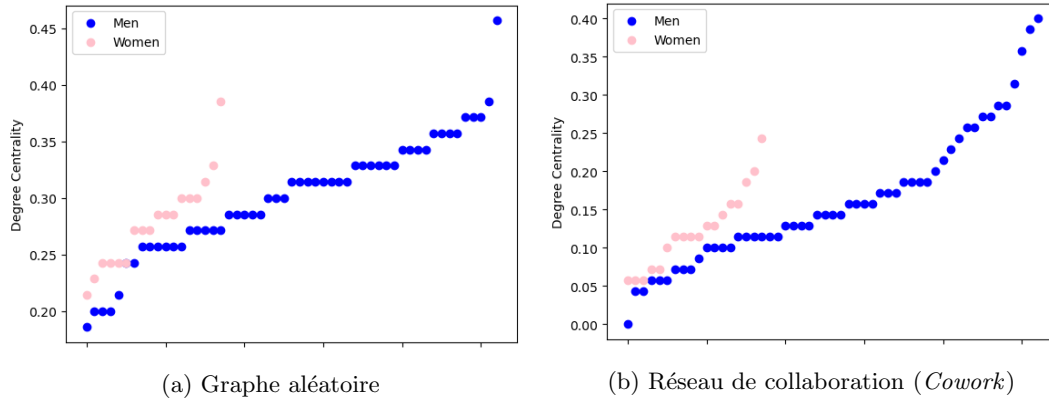 Men
Women
Degree Centrality
0.45
0.40
0.35
0.30
0.25
0.20
(a) Graphe aléatoire
Men
Women
Degree Centrality
0.40
0.35
0.30
0.25
0.20
0.15
0.10
0.05
0.00
(b) Réseau de collaboration (Cowork)